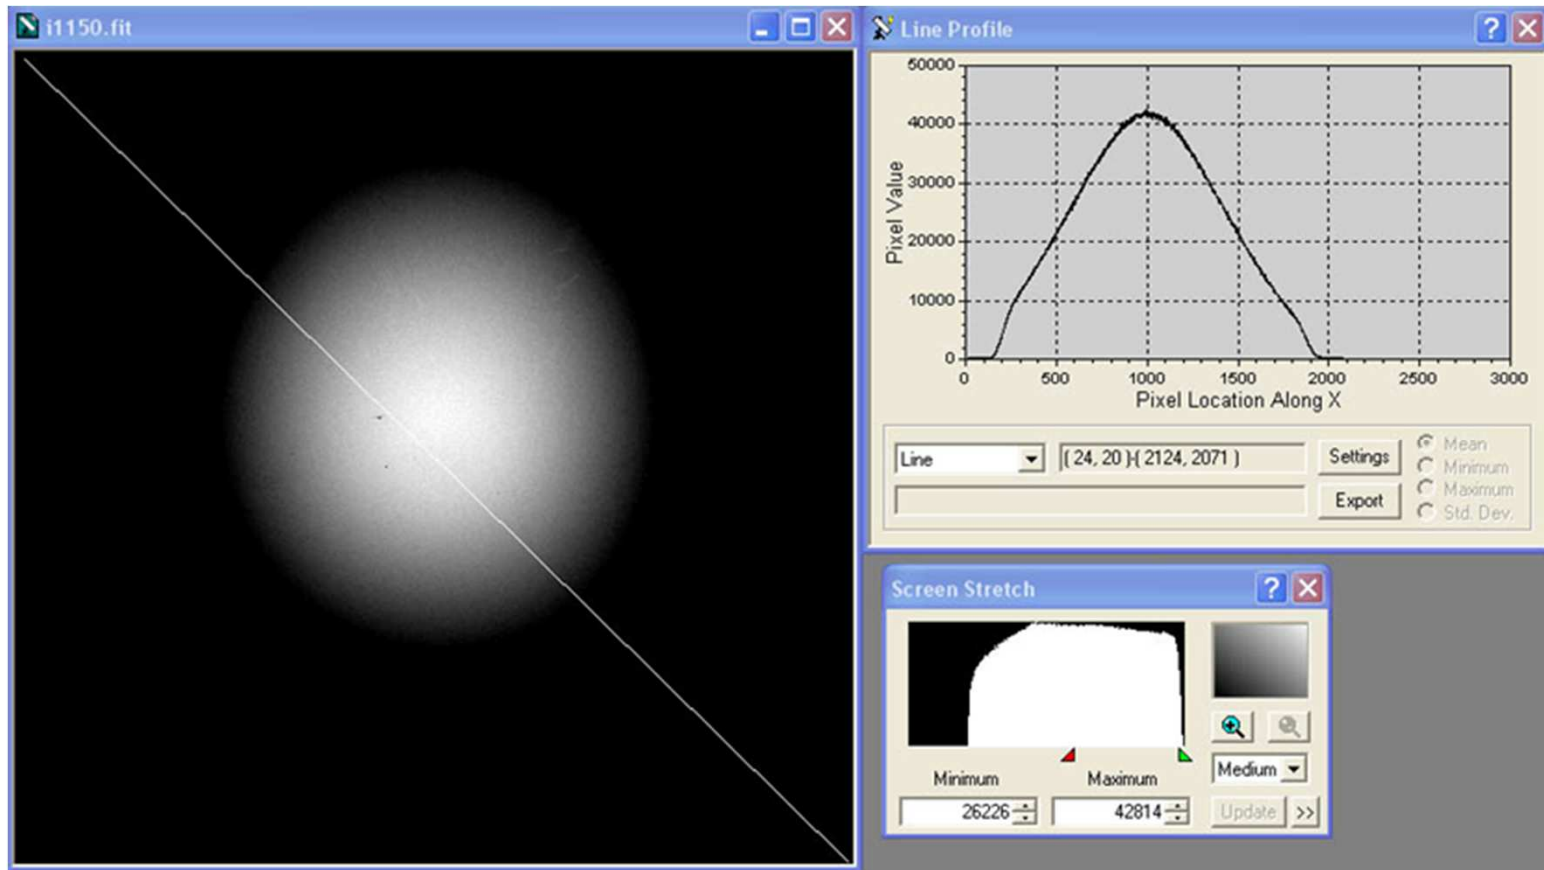 i1150.fit
Line Profile
50000
40000
30000
20000
10000
0
Pixel Value
0 500 1000 1500 2000 2500 3000
Pixel Location Along X
Line
( 24, 20 )-( 2124, 2071 )
Settings
Export
Mean
Minimum
Maximum
Std. Dev.
Screen Stretch
Medium
Minimum Maximum
26226 42814
Update >>